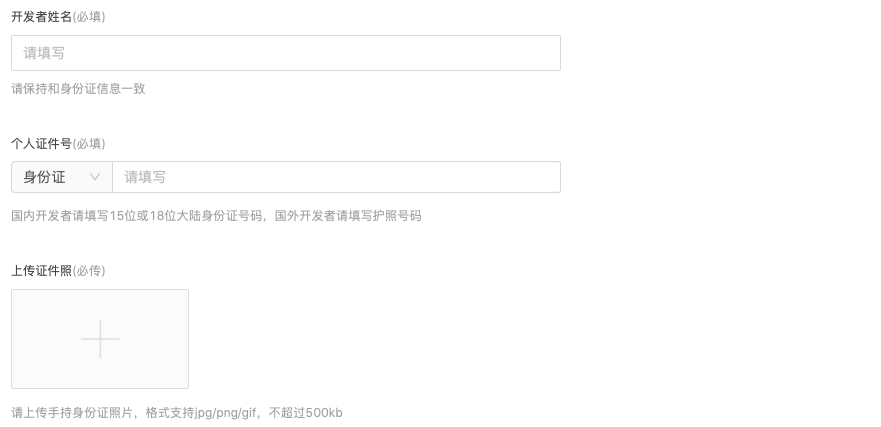 开发者姓名(必填)
请填写
请保持和身份证信息一致
个人证件号(必填)
身份证 请填写
国内开发者请填写15位或18位大陆身份证号码，国外开发者请填写护照号码
上传证件照(必传)
请上传手持身份证照片，格式支持jpg/png/gif，不超过500kb